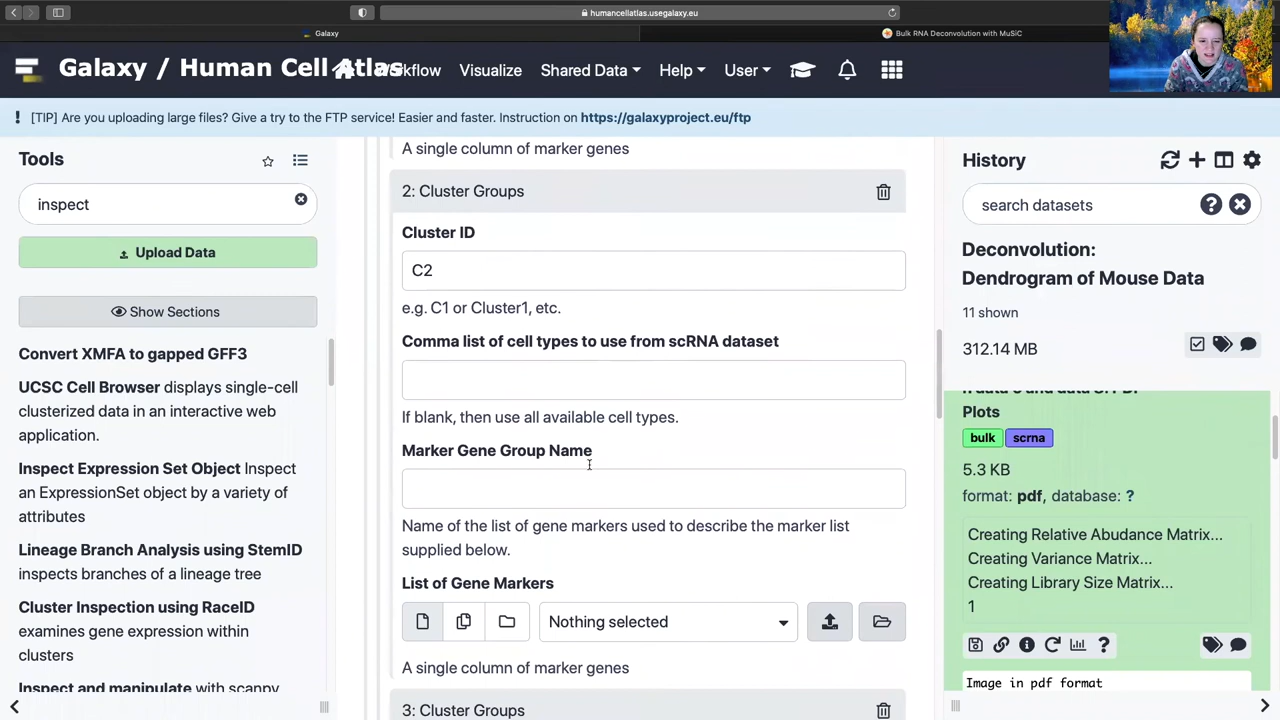 humancellatlas.usegalaxy.eu
Galaxy
Bulk RNA Deconvolution with MuSiC
Galaxy / Human Cell Atlas
Workflow
Visualize
Shared Data
Help
User
[TIP] Are you uploading large files? Give a try to the FTP service! Easier and faster. Instruction on https://galaxyproject.eu/ftp
Tools
inspect
Upload Data
Show Sections
Convert XMFA to gapped GFF3
UCSC Cell Browser displays single-cell
clusterized data in an interactive web
application.
Inspect Expression Set Object Inspect
an ExpressionSet object by a variety of
attributes
Lineage Branch Analysis using StemID
inspects branches of a lineage tree
Cluster Inspection using RaceID
examines gene expression within
clusters
Inspect and manipulate with scanpy
A single column of marker genes
2: Cluster Groups
Cluster ID
C2
e.g. C1 or Cluster1, etc.
Comma list of cell types to use from scRNA dataset
If blank, then use all available cell types.
Marker Gene Group Name
Name of the list of gene markers used to describe the marker list
supplied below.
List of Gene Markers
Nothing selected
A single column of marker genes
3: Cluster Groups
History
search datasets
Deconvolution:
Dendrogram of Mouse Data
11 shown
312.14 MB
Plots
bulk
scrna
5.3 KB
format: pdf, database: ?
Creating Relative Abudance Matrix...
Creating Variance Matrix...
Creating Library Size Matrix...
1
Image in pdf format